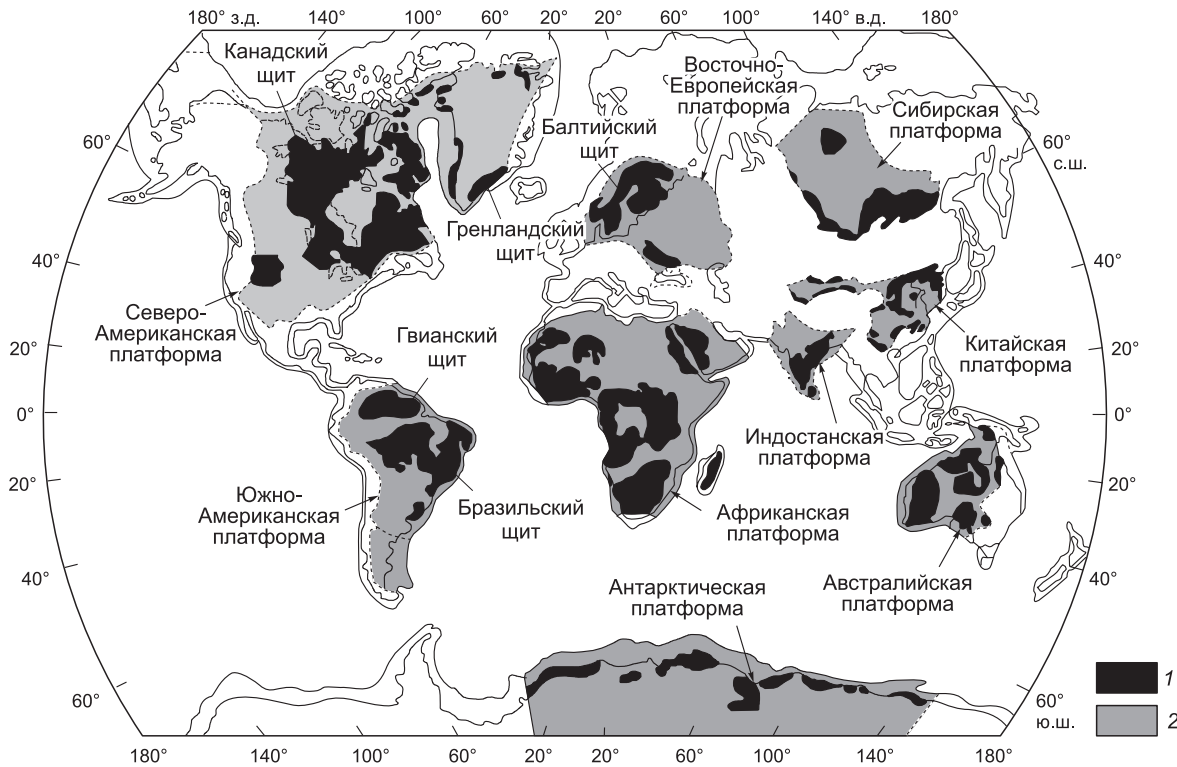 180° з.д.
140°
100°
60°
20°
20°
60°
100°
140° в.д.
180°
Канадский
щит
Восточно-
Европейская
платформа
Балтийский
щит
Сибирская
платформа
60°
60°
с.ш.
Гренландский
щит
40°
40°
Северо-
Американская
платформа
Гвианский
щит
Китайская
платформа
20°
20°
0°
0°
Индостанская
платформа
20°
20°
Южно-
Американская
платформа
Бразильский
щит
Африканская
платформа
40°
40°
Австралийская
платформа
Антарктическая
платформа
60°
60°
ю.ш.
1
2
180°
140°
100°
60°
20°
20°
60°
100°
140°
180°